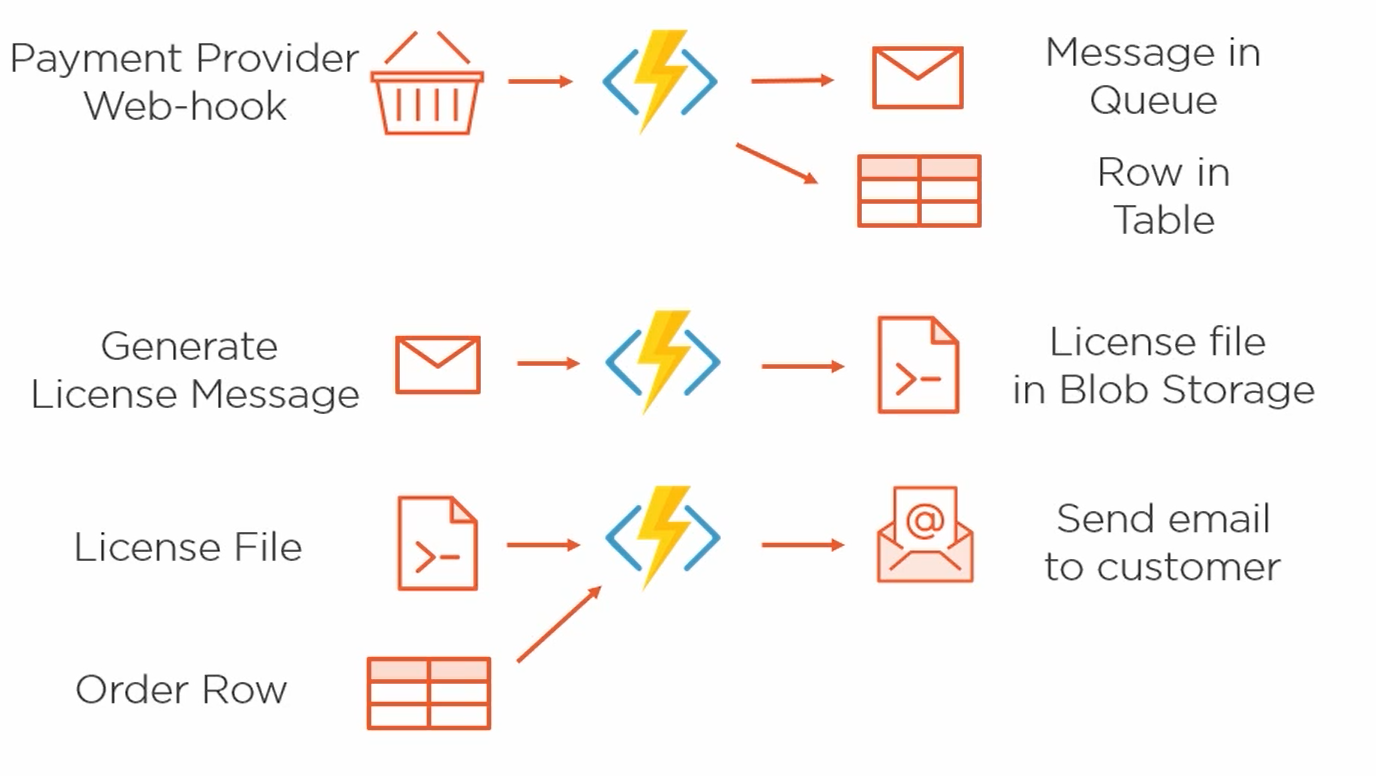 Payment Provider
Web-hook
Message in
Queue
Row in
Table
Generate
License Message
License file
in Blob Storage
License File
@
Send email
to customer
Order Row